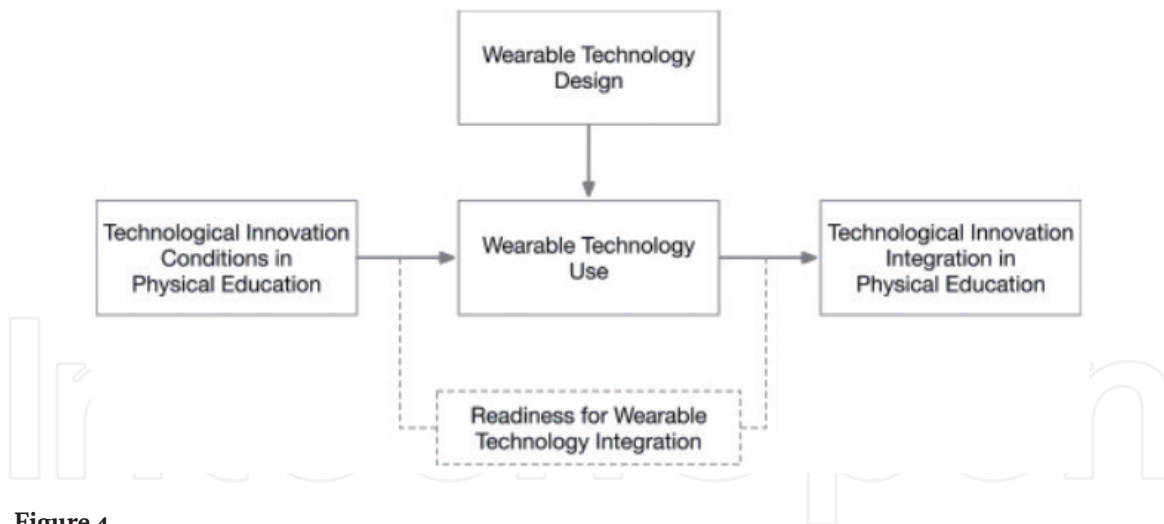 Wearable Technology
Design
Technological Innovation
Conditions in
Physical Education
Wearable Technology
Use
Technological Innovation
Integration in
Physical Education
Readiness for Wearable
Technology Integration
Figure 4